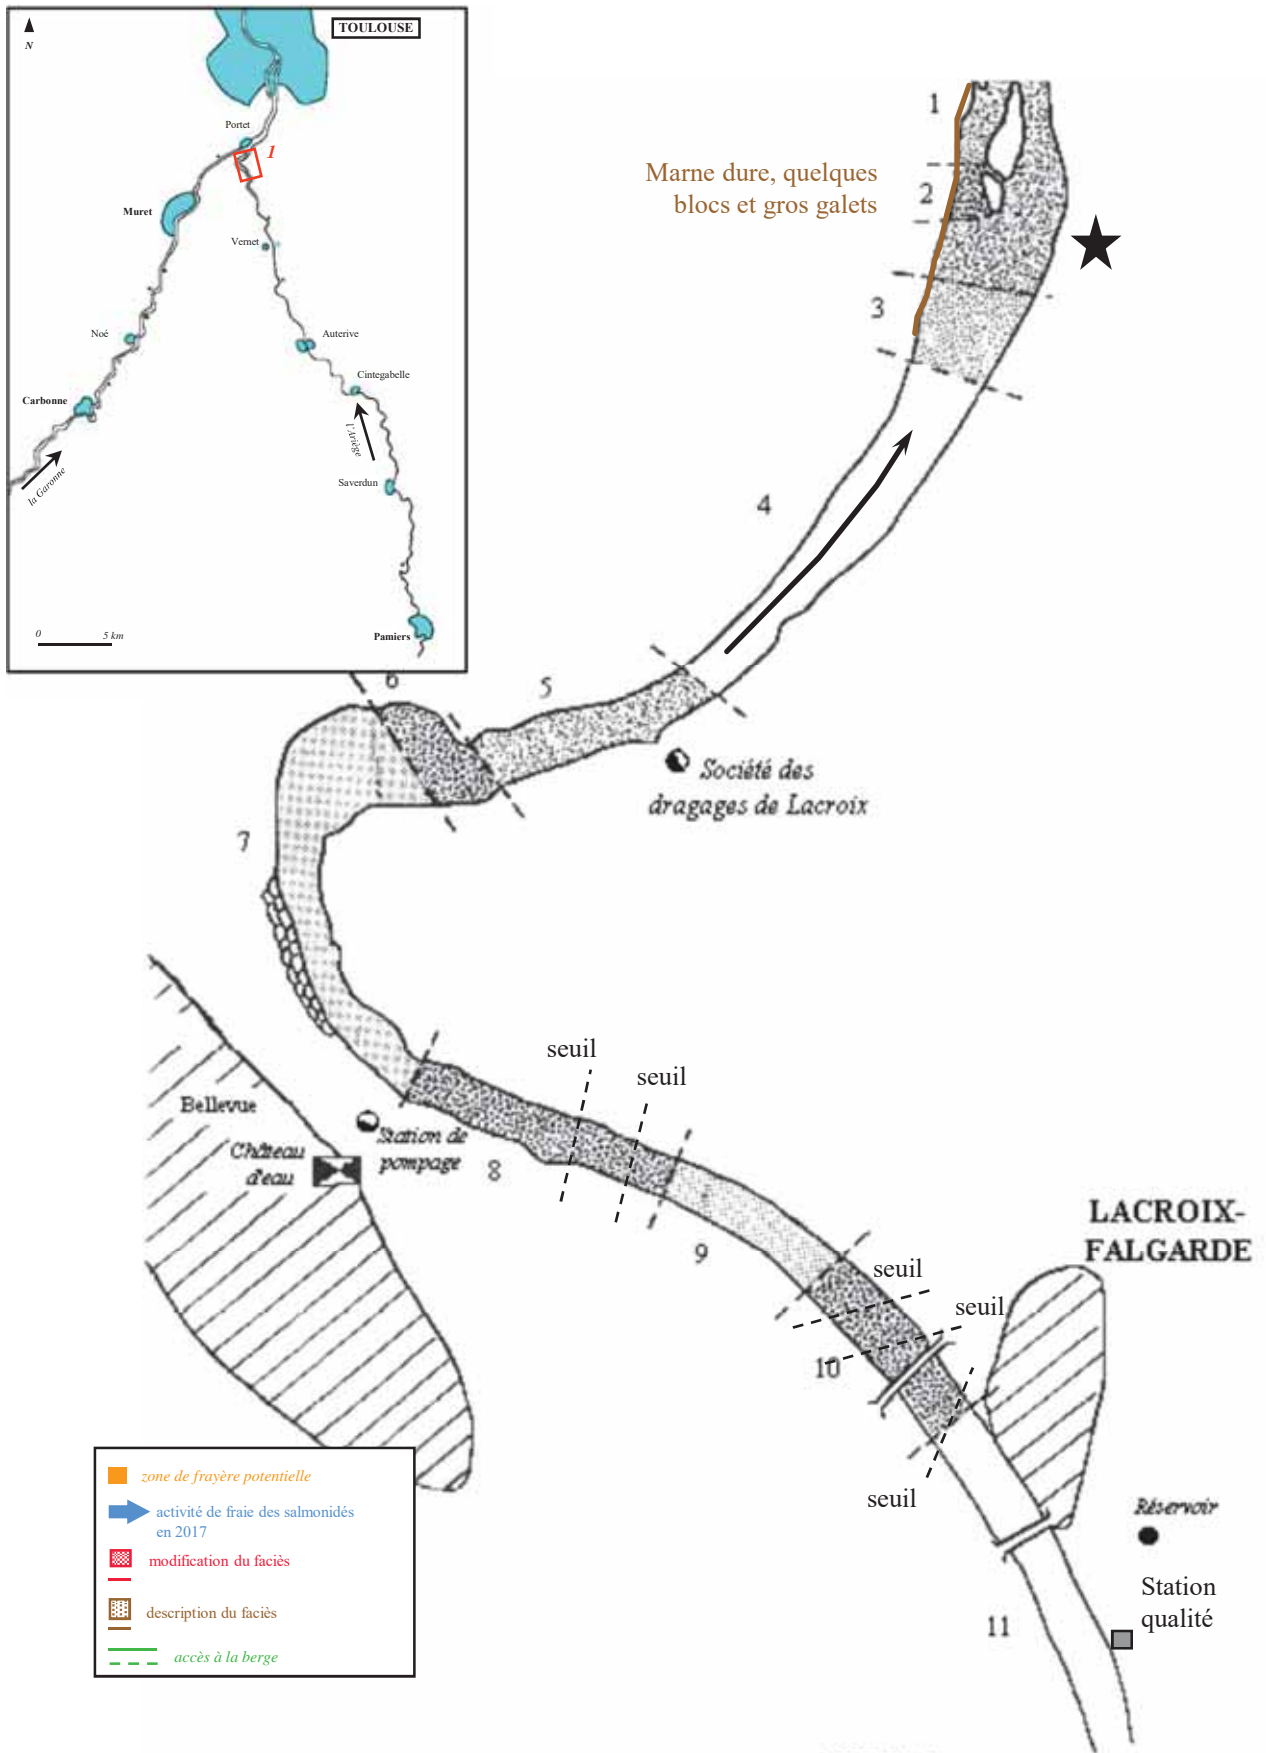 TOULOUSE
N
Portet
1
Muret
Vernet
Noé
Auterive
Cintegabelle
Carbonne
l'Ariège
la Garonne
Saverdun
0 5 km
Pamiers
1
Marne dure, quelques
blocs et gros galets
2
3
4
6
5
Société des
dragages de Lacroix
7
seuil
seuil
Bellevue
Station de
pompage
Château
d'eau
8
9
LACROIX-
FALGARDE
seuil
seuil
10
seuil
Réservoir
Station
qualité
11
zone de frayère potentielle
activité de fraie des salmonidés
en 2017
modification du faciès
description du faciès
accès à la berge